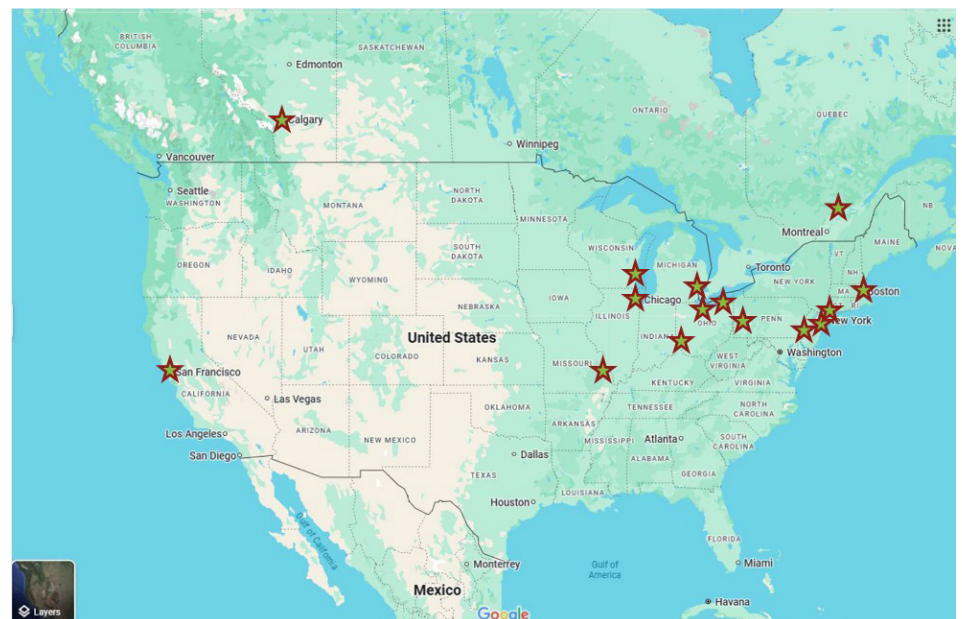 BRITISH
COLUMBIA
Edmonton
SASKATCHEWAN
ONTARIO
QUEBEC
Calgary
Winnipeg
Vancouver
Seattle
WASHINGTON
NORTH
DAKOTA
MONTANA
MINNESOTA
NB
Montreal
MAINE
NOVA
OREGON
IDAHO
SOUTH
DAKOTA
WISCONSIN
MICHIGAN
Toronto
VT
NH
NEW YORK
WYOMING
MA
Boston
RI
IOWA
Chicago
NEBRASKA
ILLINOIS
OHIO
PENN
New York
NEVADA
United States
INDIANA
Washington
UTAH
COLORADO
KANSAS
MISSOURI
WEST
VIRGINIA
San Francisco
CALIFORNIA
KENTUCKY
VIRGINIA
Las Vegas
OKLAHOMA
TENNESSEE
NORTH
CAROLINA
Los Angeles
ARIZONA
NEW MEXICO
ARKANSAS
MISSISSIPPI
Atlanta
SOUTH
CAROLINA
San Diego
Dallas
ALABAMA
TEXAS
GEORGIA
LOUISIANA
Houston
Gulf of
California
FLORIDA
Monterrey
Gulf of
America
Miami
Mexico
Havana
Layers
Google